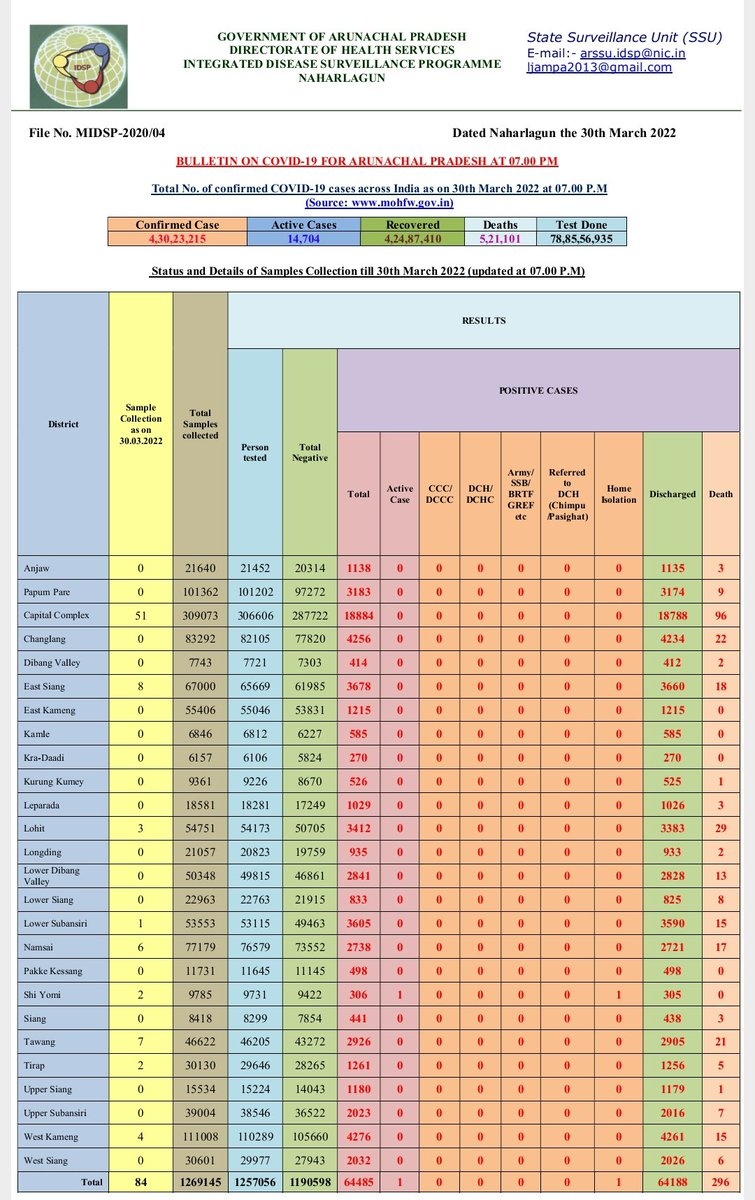 IDSP
GOVERNMENT OF ARUNACHAL PRADESH
DIRECTORATE OF HEALTH SERVICES
INTEGRATED DISEASE SURVEILLANCE PROGRAMME
NAHARLAGUN
State Surveillance Unit (SSU)
E-mail:- arssu.idsp@nic.in
ljampa2013@gmail.com
File No. MIDSP-2020/04 Dated Naharlagun the 30th March 2022
BULLETIN ON COVID-19 FOR ARUNACHAL PRADESH AT 07.00 PM
Total No. of confirmed COVID-19 cases across India as on 30th March 2022 at 07.00 P.M
(Source: www.mohfw.gov.in)
Confirmed Case Active Cases Recovered Deaths Test Done
4,30,23,215 14,704 4,24,87,410 5,21,101 78,85,56,935
Status and Details of Samples Collection till 30th March 2022 (updated at 07.00 P.M)
District
Sample
Collection
as on
30.03.2022
Total
Samples
collected
RESULTS
Person
tested
Total
Negative
POSITIVE CASES
Total
Active
Case
CCC/
DCCC
DCH/
DCHC
Army/
SSB/
BRTF
GREF
etc
Referred
to
DCH
(Chimpu
/Pasighat)
Home
Isolation
Discharged
Death
Anjaw 0 21640 21452 20314 1138 0 0 0 0 0 0 1135 3
Papum Pare 0 101362 101202 97272 3183 0 0 0 0 0 0 3174 9
Capital Complex 51 309073 306606 287722 18884 0 0 0 0 0 0 18788 96
Changlang 0 83292 82105 77820 4256 0 0 0 0 0 0 4234 22
Dibang Valley 0 7743 7721 7303 414 0 0 0 0 0 0 412 2
East Siang 8 67000 65669 61985 3678 0 0 0 0 0 0 3660 18
East Kameng 0 55406 55046 53831 1215 0 0 0 0 0 0 1215 0
Kamle 0 6846 6812 6227 585 0 0 0 0 0 0 585 0
Kra-Daadi 0 6157 6106 5824 270 0 0 0 0 0 0 270 0
Kurung Kumey 0 9361 9226 8670 526 0 0 0 0 0 0 525 1
Leparada 0 18581 18281 17249 1029 0 0 0 0 0 0 1026 3
Lohit 3 54751 54173 50705 3412 0 0 0 0 0 0 3383 29
Longding 0 21057 20823 19759 935 0 0 0 0 0 0 933 2
Lower Dibang
Valley 0 50348 49815 46861 2841 0 0 0 0 0 0 2828 13
Lower Siang 0 22963 22763 21915 833 0 0 0 0 0 0 825 8
Lower Subansiri 1 53553 53115 49463 3605 0 0 0 0 0 0 3590 15
Namsai 6 77179 76579 73552 2738 0 0 0 0 0 0 2721 17
Pakke Kessang 0 11731 11645 11145 498 0 0 0 0 0 0 498 0
Shi Yomi 2 9785 9731 9422 306 1 0 0 0 0 1 305 0
Siang 0 8418 8299 7854 441 0 0 0 0 0 0 438 3
Tawang 7 46622 46205 43272 2926 0 0 0 0 0 0 2905 21
Tirap 2 30130 29646 28265 1261 0 0 0 0 0 0 1256 5
Upper Siang 0 15534 15224 14043 1180 0 0 0 0 0 0 1179 1
Upper Subansiri 0 39004 38546 36522 2023 0 0 0 0 0 0 2016 7
West Kameng 4 111008 110289 105660 4276 0 0 0 0 0 0 4261 15
West Siang 0 30601 29977 27943 2032 0 0 0 0 0 0 2026 6
Total 84 1269145 1257056 1190598 64485 1 0 0 0 0 1 64188 296